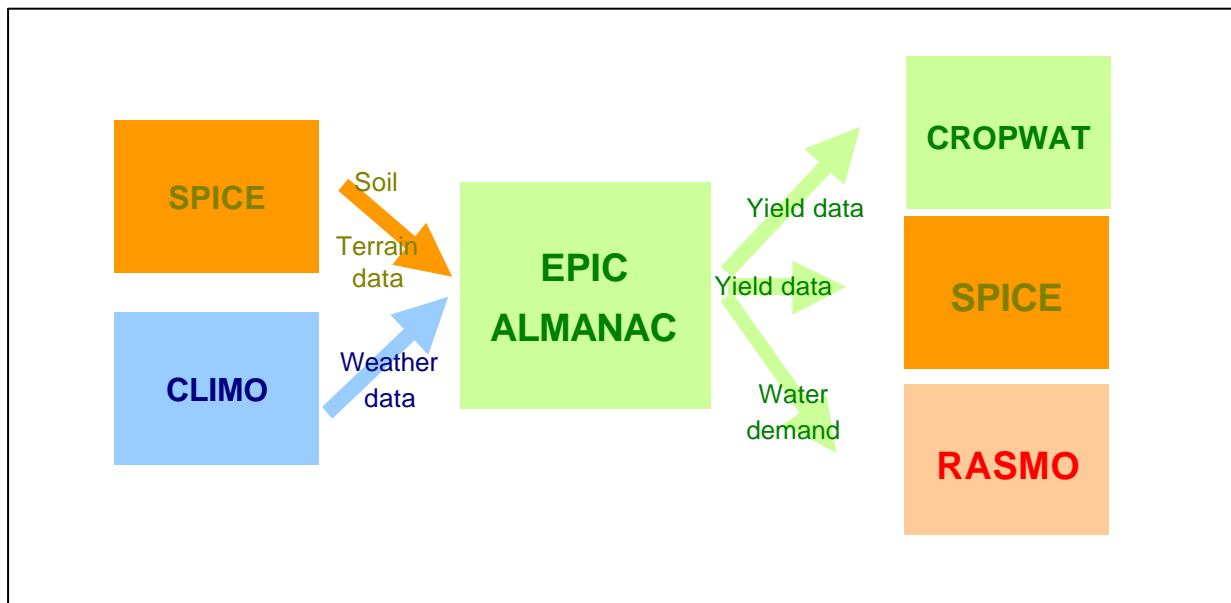 SPICE
Soil
Terrain
data
CLIMO
Weather
data
EPIC
ALMANAC
Yield data
Yield data
Water
demand
CROPWAT
SPICE
RASMO